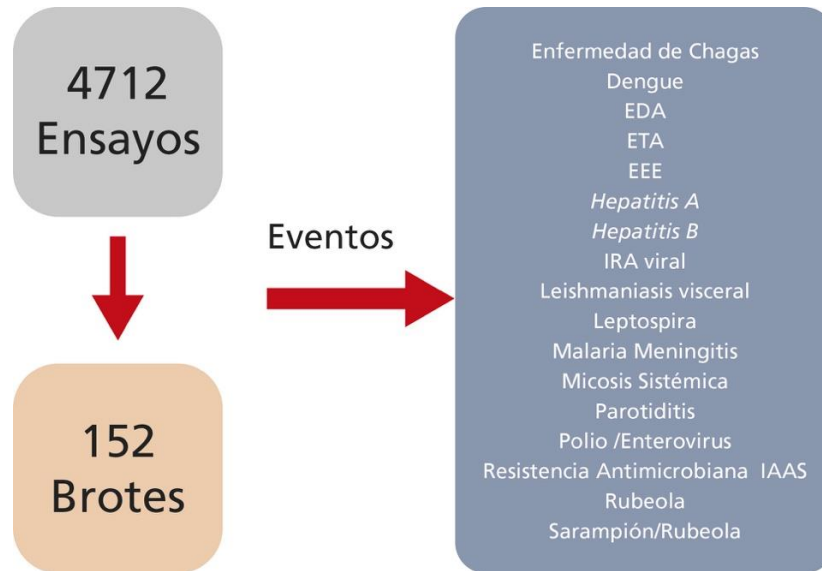 4712
Ensayos
152
Brotes
Eventos
Enfermedad de Chagas
Dengue
EDA
ETA
EEE
Hepatitis A
Hepatitis B
IRA viral
Leishmaniasis visceral
Leptospira
Malaria Meningitis
Micosis Sistémica
Parotiditis
Polio /Enterovirus
Resistencia Antimicrobiana IAAS
Rubeola
Sarampión/Rubeola